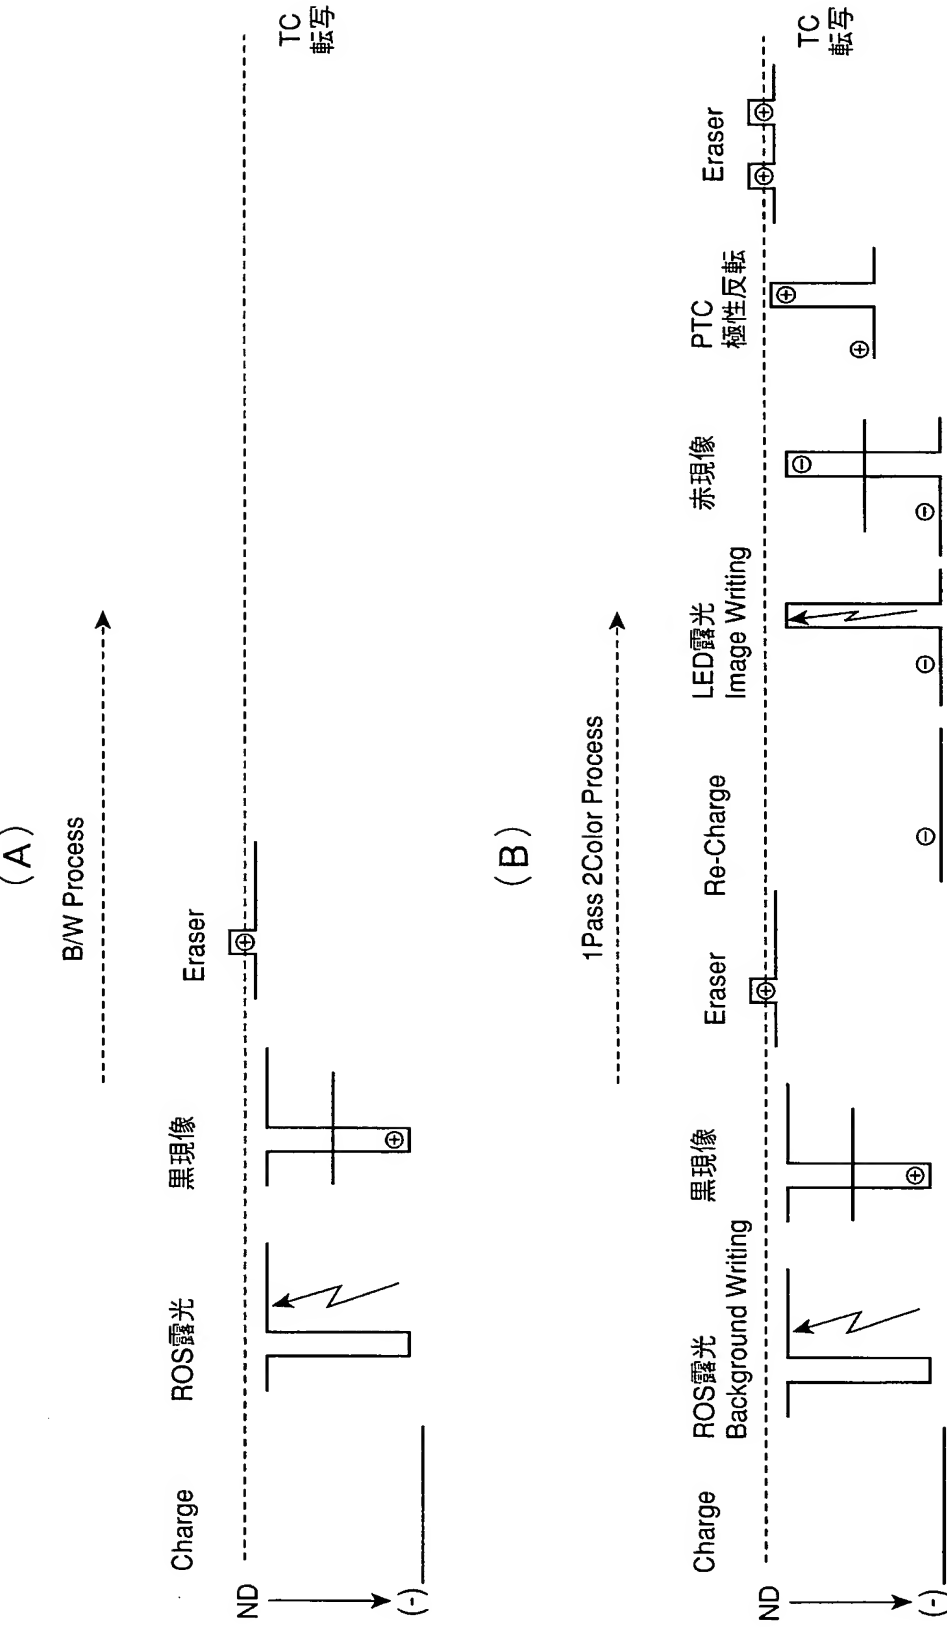 (A)
B/W Process
Charge
ROS露光
黒現像
Eraser
TC
転写
ND
(-)
(B)
1Pass 2Color Process
Charge
ROS露光
Background Writing
黒現像
Eraser
Re-Charge
LED露光
Image Writing
赤現像
PTC
極性反転
Eraser
TC
転写
ND
(-)